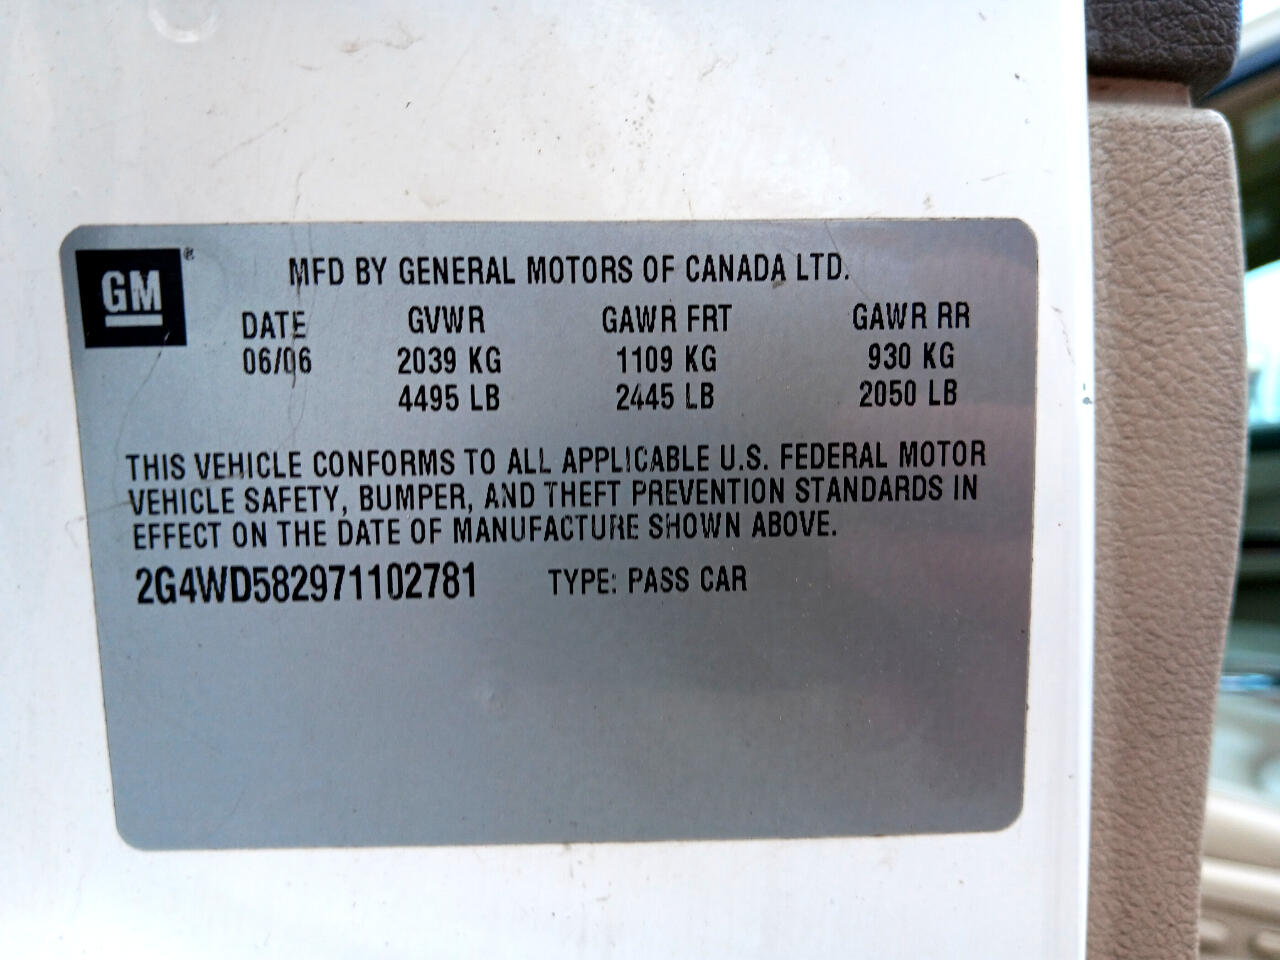 GM®
MFD BY GENERAL MOTORS OF CANADA LTD.
DATE GVWR GAWR FRT GAWR RR
06/06 2039 KG 1109 KG 930 KG
4495 LB 2445 LB 2050 LB
THIS VEHICLE CONFORMS TO ALL APPLICABLE U.S. FEDERAL MOTOR
VEHICLE SAFETY, BUMPER, AND THEFT PREVENTION STANDARDS IN
EFFECT ON THE DATE OF MANUFACTURE SHOWN ABOVE.
2G4WD582971102781 TYPE: PASS CAR